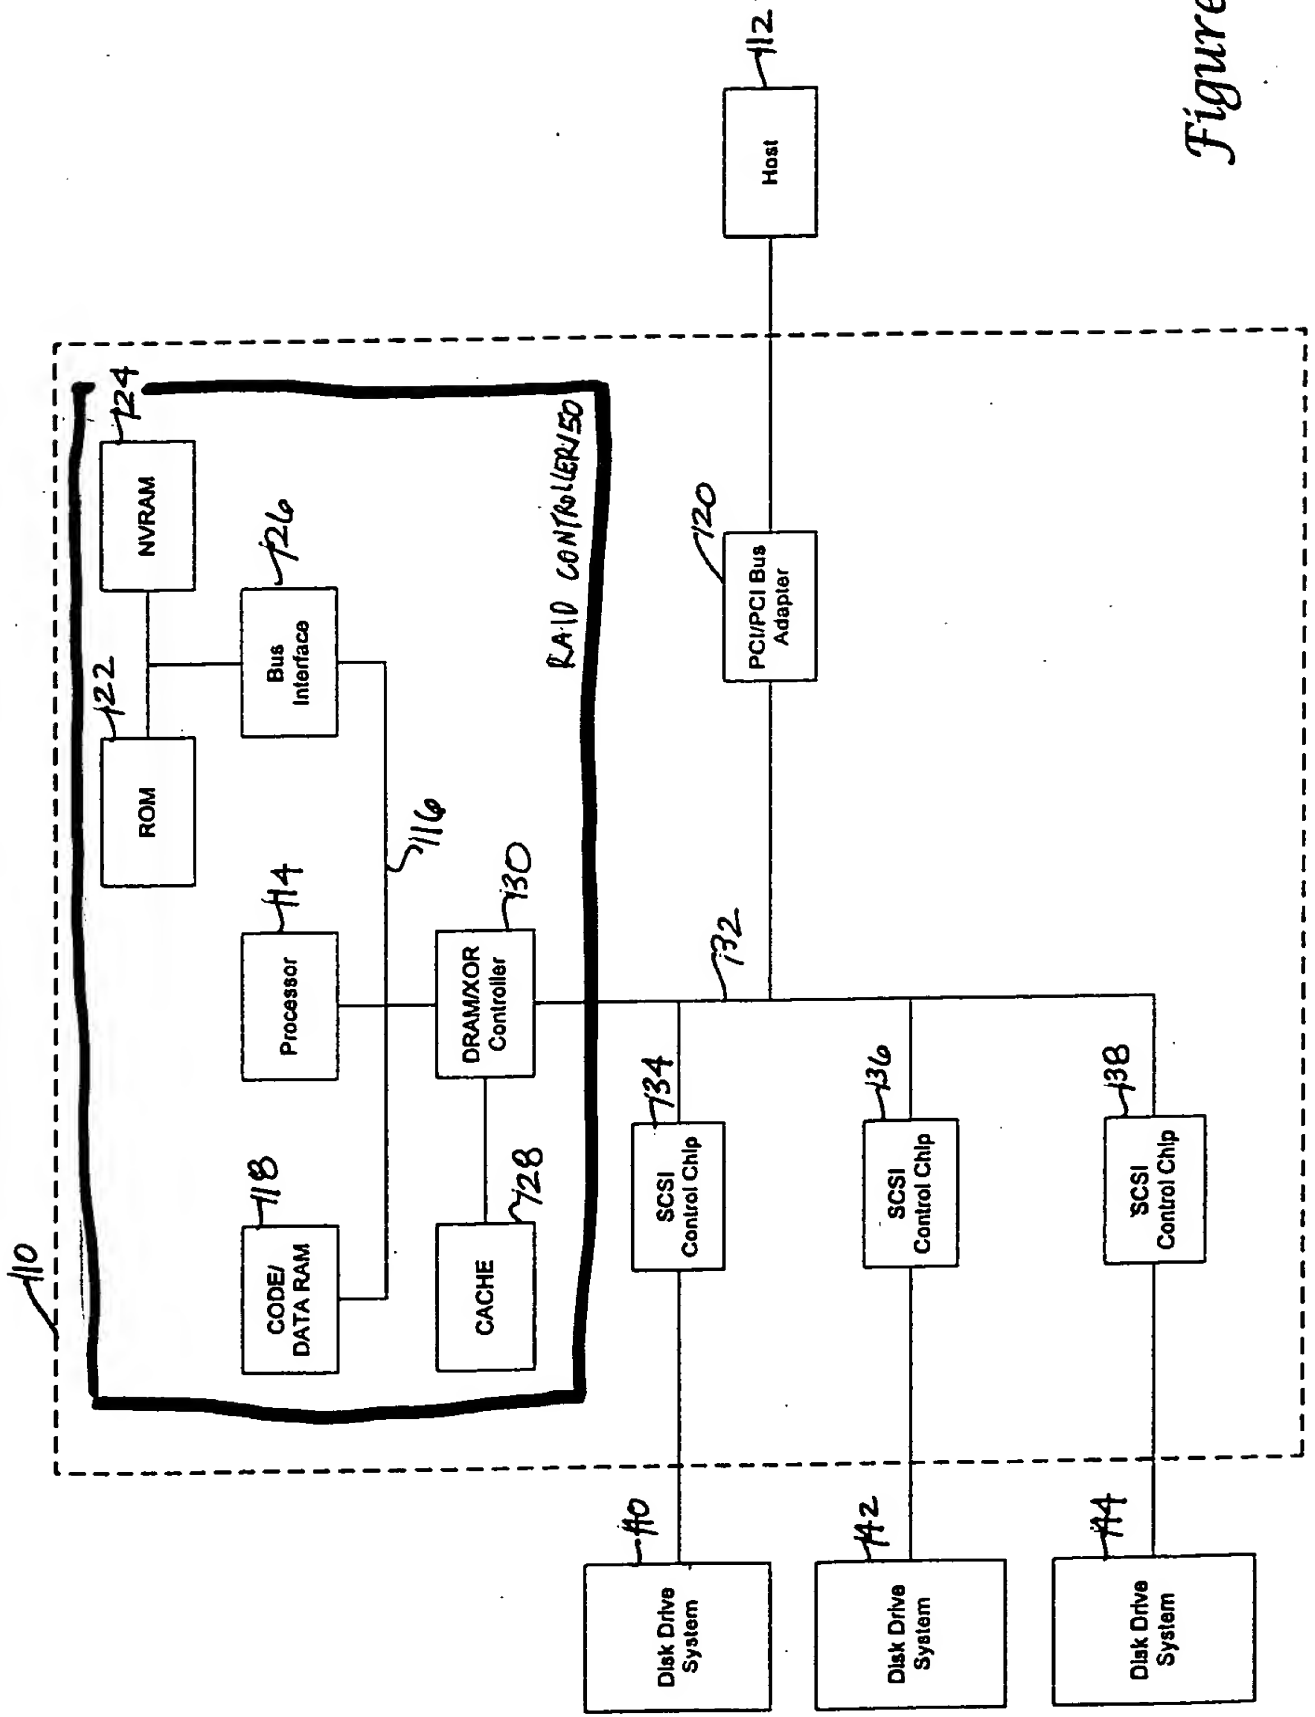 110
124
NVRAM
122
ROM
126
Bus
Interface
114
Processor
118
CODE/
DATA RAM
116
130
DRAM/XOR
Controller
128
CACHE
RAID CONTROLLER 150
120
PCI/PCI Bus
Adapter
112
Host
132
134
SCSI
Control Chip
136
SCSI
Control Chip
138
SCSI
Control Chip
140
Disk Drive
System
142
Disk Drive
System
144
Disk Drive
System
Figure